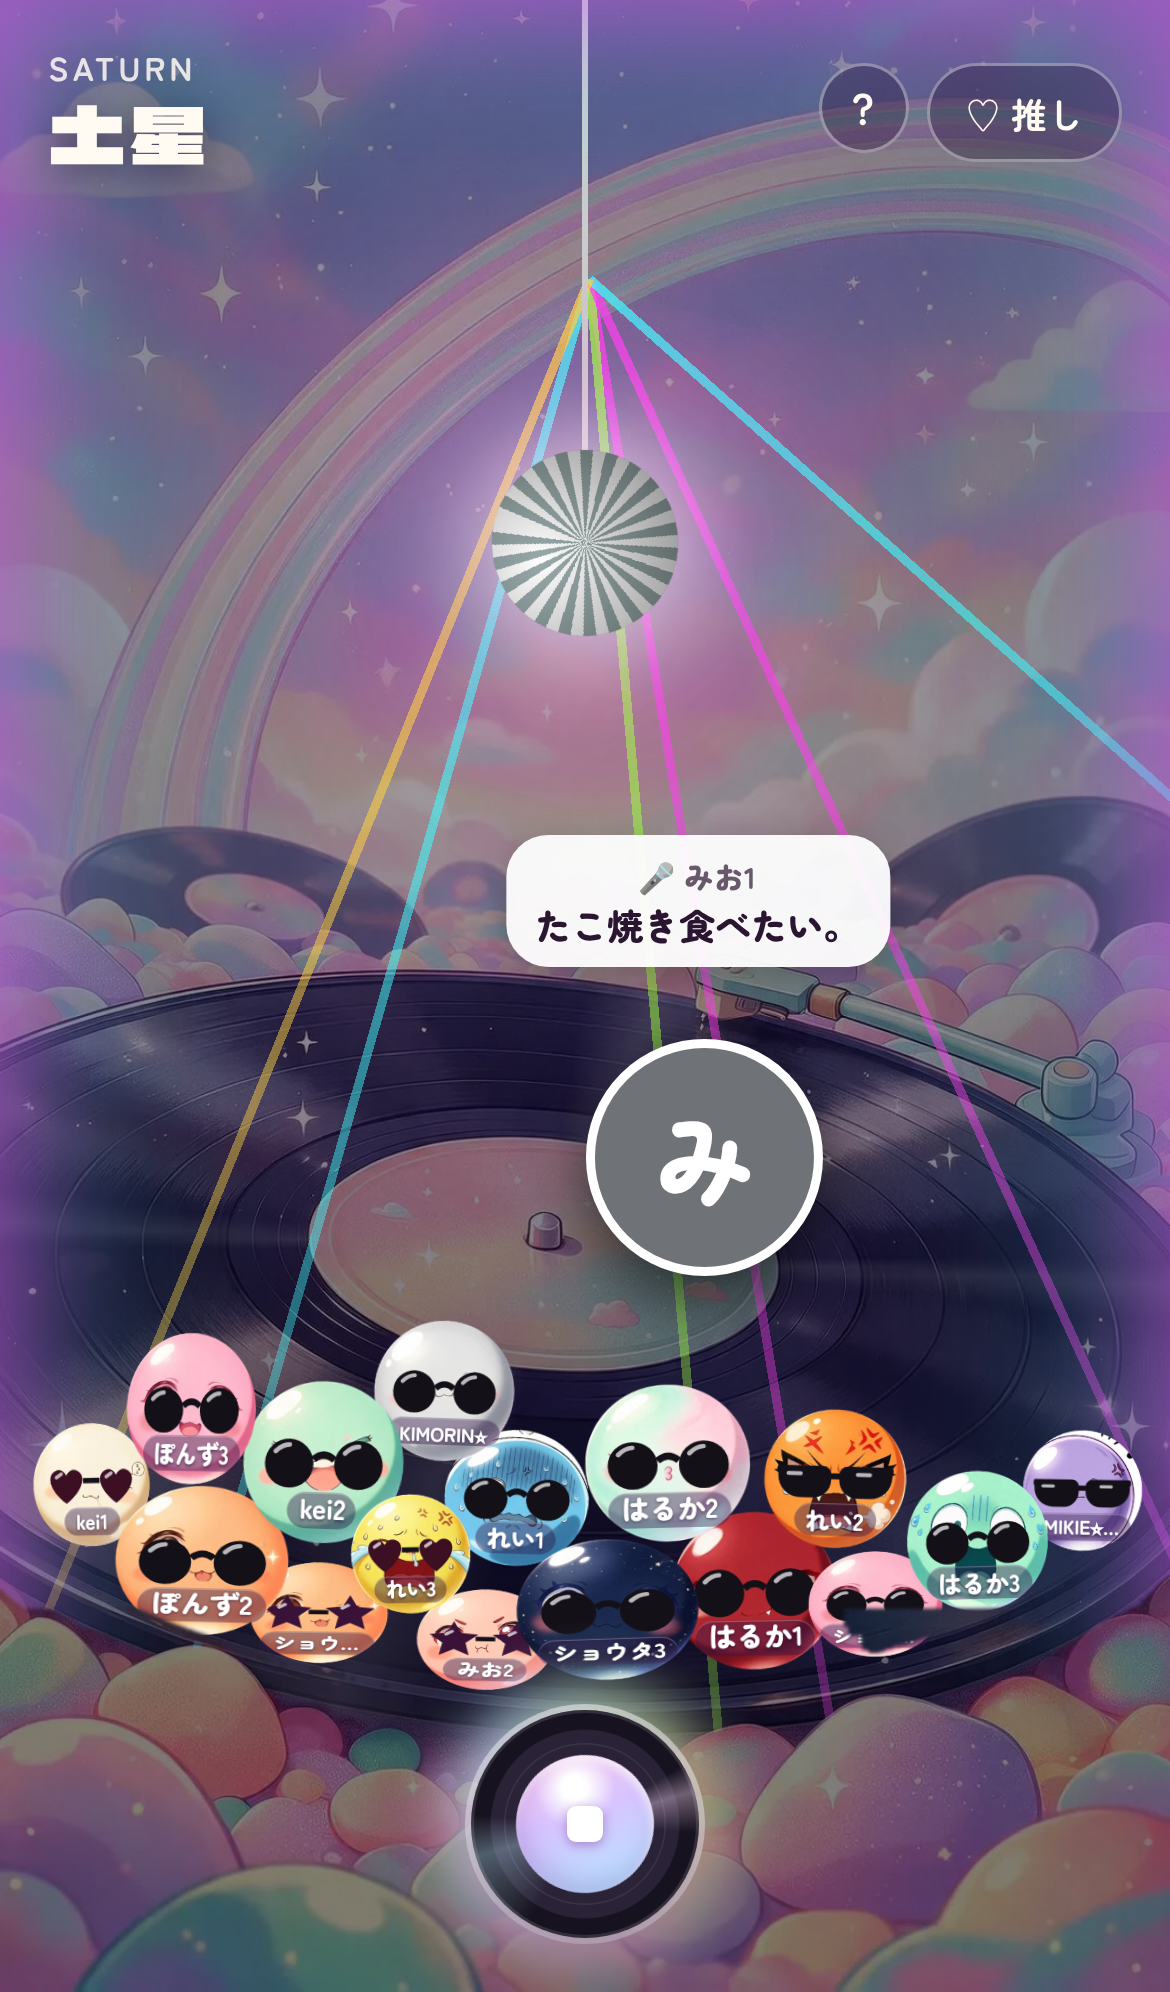 SATURN
土星
?
♡ 推し
🎤 みお1
たこ焼き食べたい。
み
KIMORIN★
ぽんず3
kei2
kei1
はるか2
れい2
MIKIE★...
れい1
れい3
はるか3
ぽんず2
ショウ...
みお2
ショウタ3
はるか1